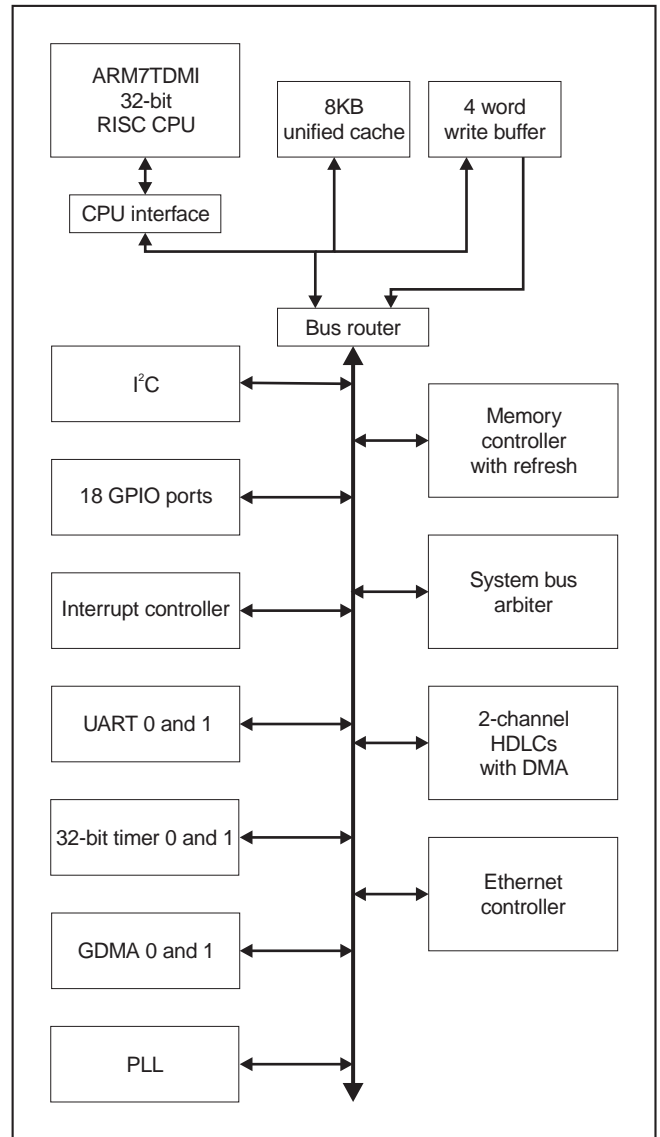 ARM7TDMI
32-bit
RISC CPU
8KB
unified cache
4 word
write buffer
CPU interface
Bus router
I²C
18 GPIO ports
Interrupt controller
UART 0 and 1
32-bit timer 0 and 1
GDMA 0 and 1
PLL
Memory
controller
with refresh
System bus
arbiter
2-channel
HDLCs
with DMA
Ethernet
controller